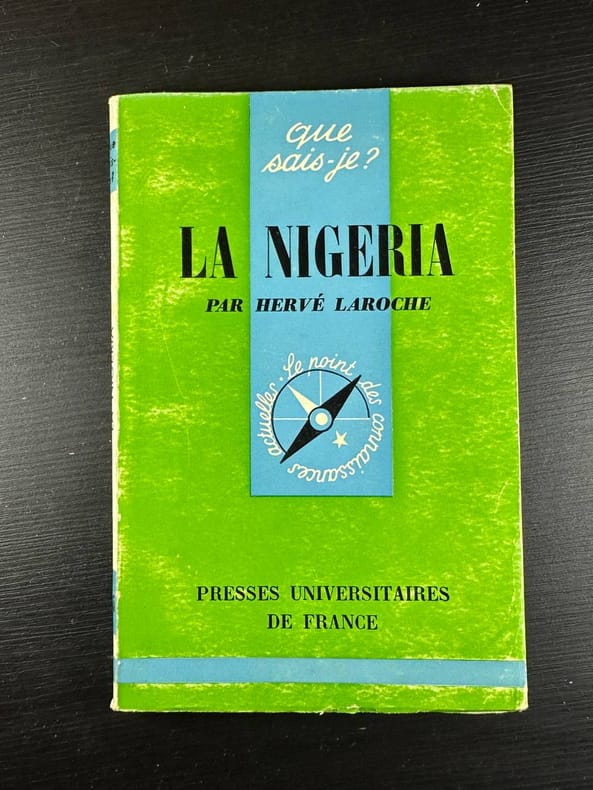 que
sais-je?
LA NIGERIA
PAR HERVÉ LAROCHE
Le point des connaissances actuelles.
PRESSES UNIVERSITAIRES
DE FRANCE